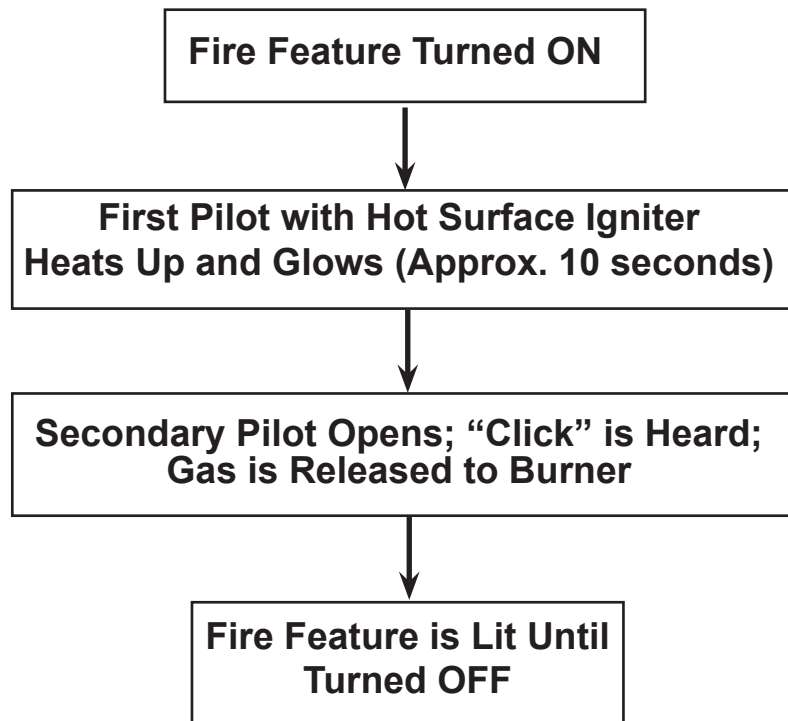 Fire Feature Turned ON
First Pilot with Hot Surface Igniter
Heats Up and Glows (Approx. 10 seconds)
Secondary Pilot Opens; “Click” is Heard;
Gas is Released to Burner
Fire Feature is Lit Until
Turned OFF